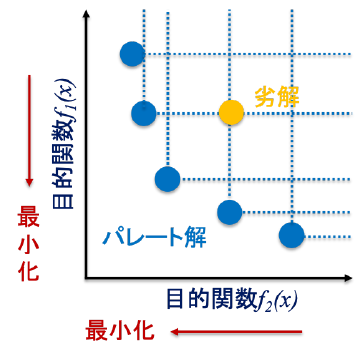 劣解
目的関数f1(x)
最小化
パレート解
目的関数f2(x)
最小化